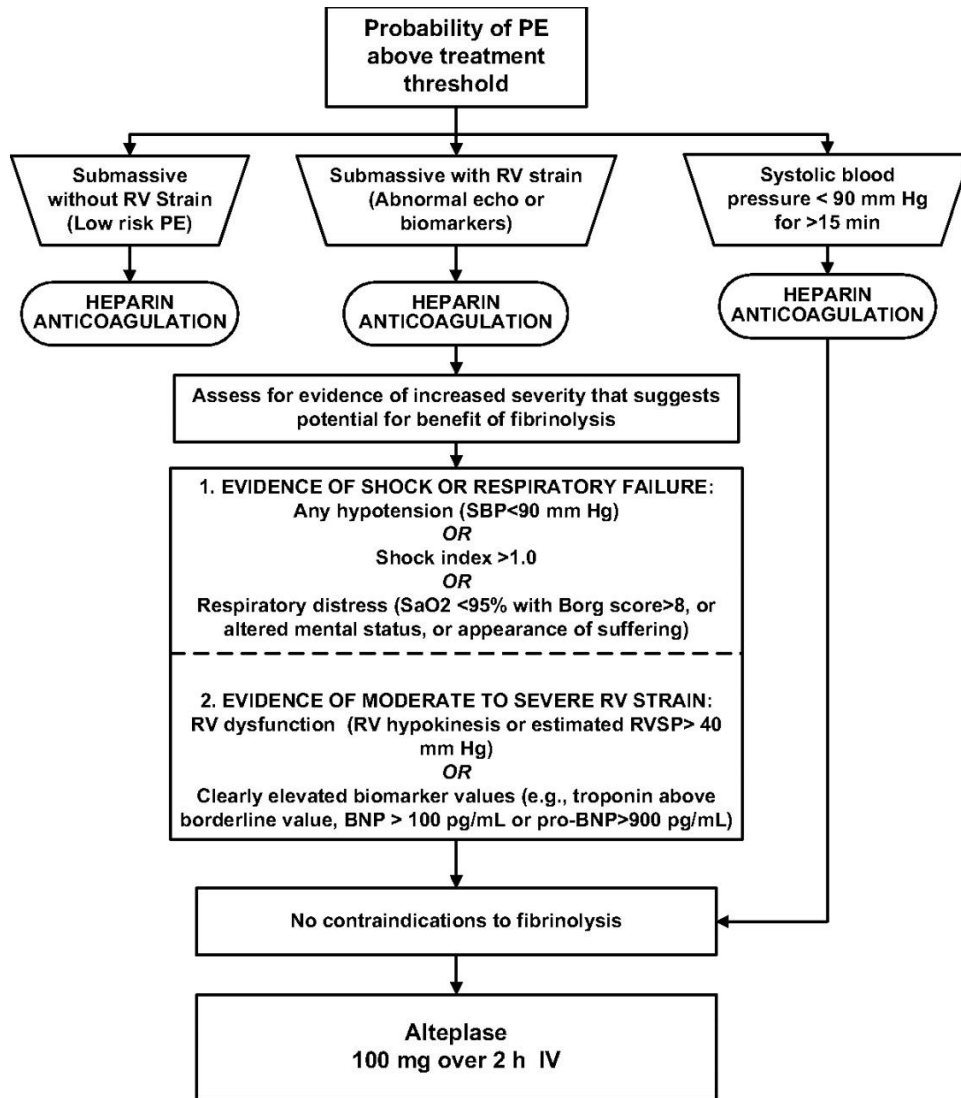 Probability of PE
above treatment
threshold
Submassive
without RV Strain
(Low risk PE)
Submassive with RV strain
(Abnormal echo or
biomarkers)
Systolic blood
pressure < 90 mm Hg
for >15 min
HEPARIN
ANTICOAGULATION
HEPARIN
ANTICOAGULATION
HEPARIN
ANTICOAGULATION
Assess for evidence of increased severity that suggests
potential for benefit of fibrinolysis
1. EVIDENCE OF SHOCK OR RESPIRATORY FAILURE:
Any hypotension (SBP<90 mm Hg)
OR
Shock index >1.0
OR
Respiratory distress (SaO2 <95% with Borg score>8, or
altered mental status, or appearance of suffering)
2. EVIDENCE OF MODERATE TO SEVERE RV STRAIN:
RV dysfunction (RV hypokinesis or estimated RVSP> 40
mm Hg)
OR
Clearly elevated biomarker values (e.g., troponin above
borderline value, BNP > 100 pg/mL or pro-BNP>900 pg/mL)
No contraindications to fibrinolysis
Alteplase
100 mg over 2 h IV